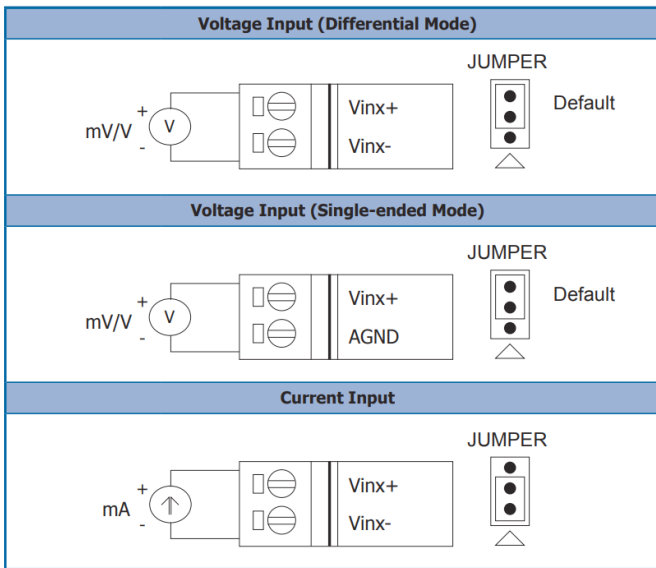 Voltage Input (Differential Mode)
JUMPER
+
mV/V
-
V
Vinx+
Vinx-
Default
Voltage Input (Single-ended Mode)
JUMPER
+
mV/V
-
V
Vinx+
AGND
Default
Current Input
JUMPER
+
mA
-
Vinx+
Vinx-